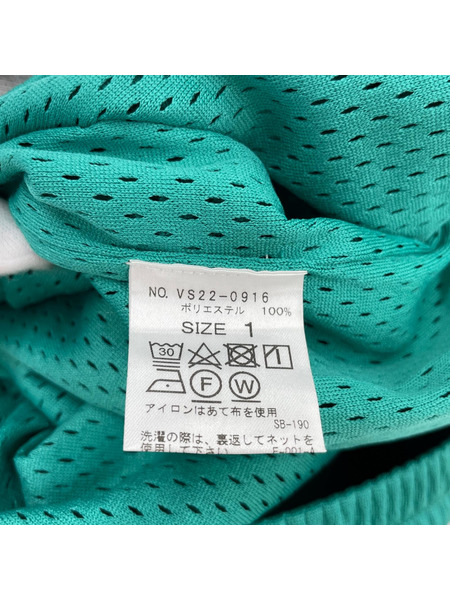 NO. VS22-0916
ポリエステル 100%
SIZE 1
30
F W
アイロンはあて布を使用
SB-190
洗濯の際は、裏返してネットを
使用して下さい。 F-001-A